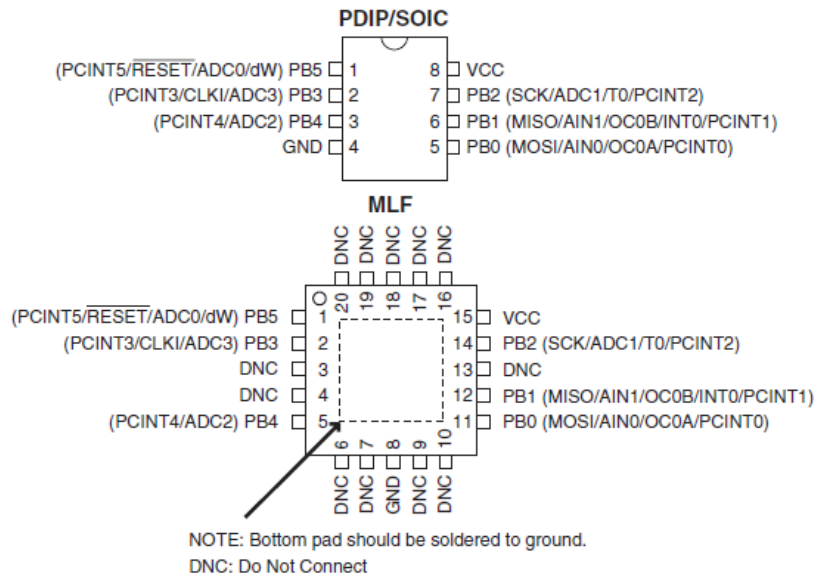 PDIP/SOIC
(PCINT5/RESET/ADC0/dW) PB5 1 8 VCC
(PCINT3/CLKI/ADC3) PB3 2 7 PB2 (SCK/ADC1/T0/PCINT2)
(PCINT4/ADC2) PB4 3 6 PB1 (MISO/AIN1/OC0B/INT0/PCINT1)
GND 4 5 PB0 (MOSI/AIN0/OC0A/PCINT0)
MLF
DNC DNC DNC DNC DNC
20 19 18 17 16
(PCINT5/RESET/ADC0/dW) PB5 1 15 VCC
(PCINT3/CLKI/ADC3) PB3 2 14 PB2 (SCK/ADC1/T0/PCINT2)
DNC 3 13 DNC
DNC 4 12 PB1 (MISO/AIN1/OC0B/INT0/PCINT1)
(PCINT4/ADC2) PB4 5 11 PB0 (MOSI/AIN0/OC0A/PCINT0)
6 7 8 9 10
DNC DNC GND DNC DNC
NOTE: Bottom pad should be soldered to ground.
DNC: Do Not Connect